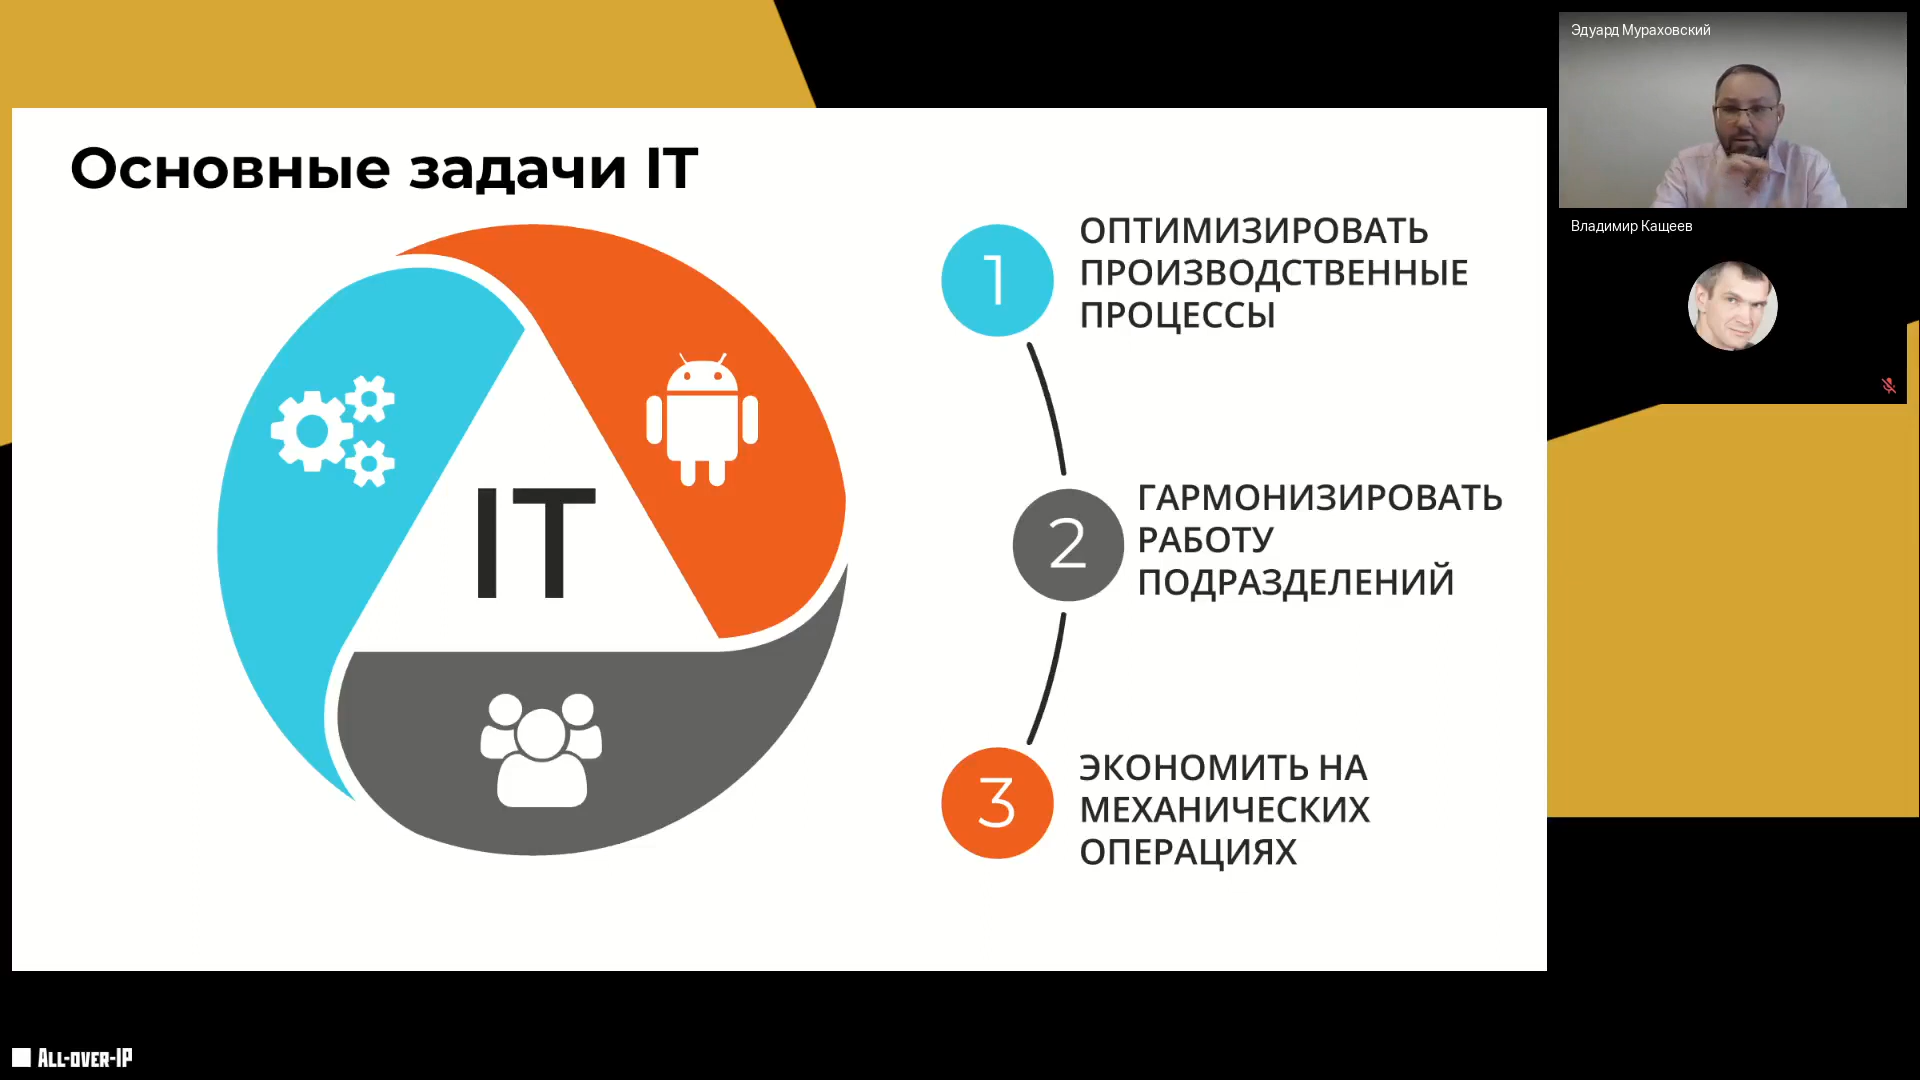 Основные задачи IT
IT
1
ОПТИМИЗИРОВАТЬ
ПРОИЗВОДСТВЕННЫЕ
ПРОЦЕССЫ
2
ГАРМОНИЗИРОВАТЬ
РАБОТУ
ПОДРАЗДЕЛЕНИЙ
3
ЭКОНОМИТЬ НА
МЕХАНИЧЕСКИХ
ОПЕРАЦИЯХ
Эдуард Мураховский
Владимир Кащеев
ALL-OVER-IP